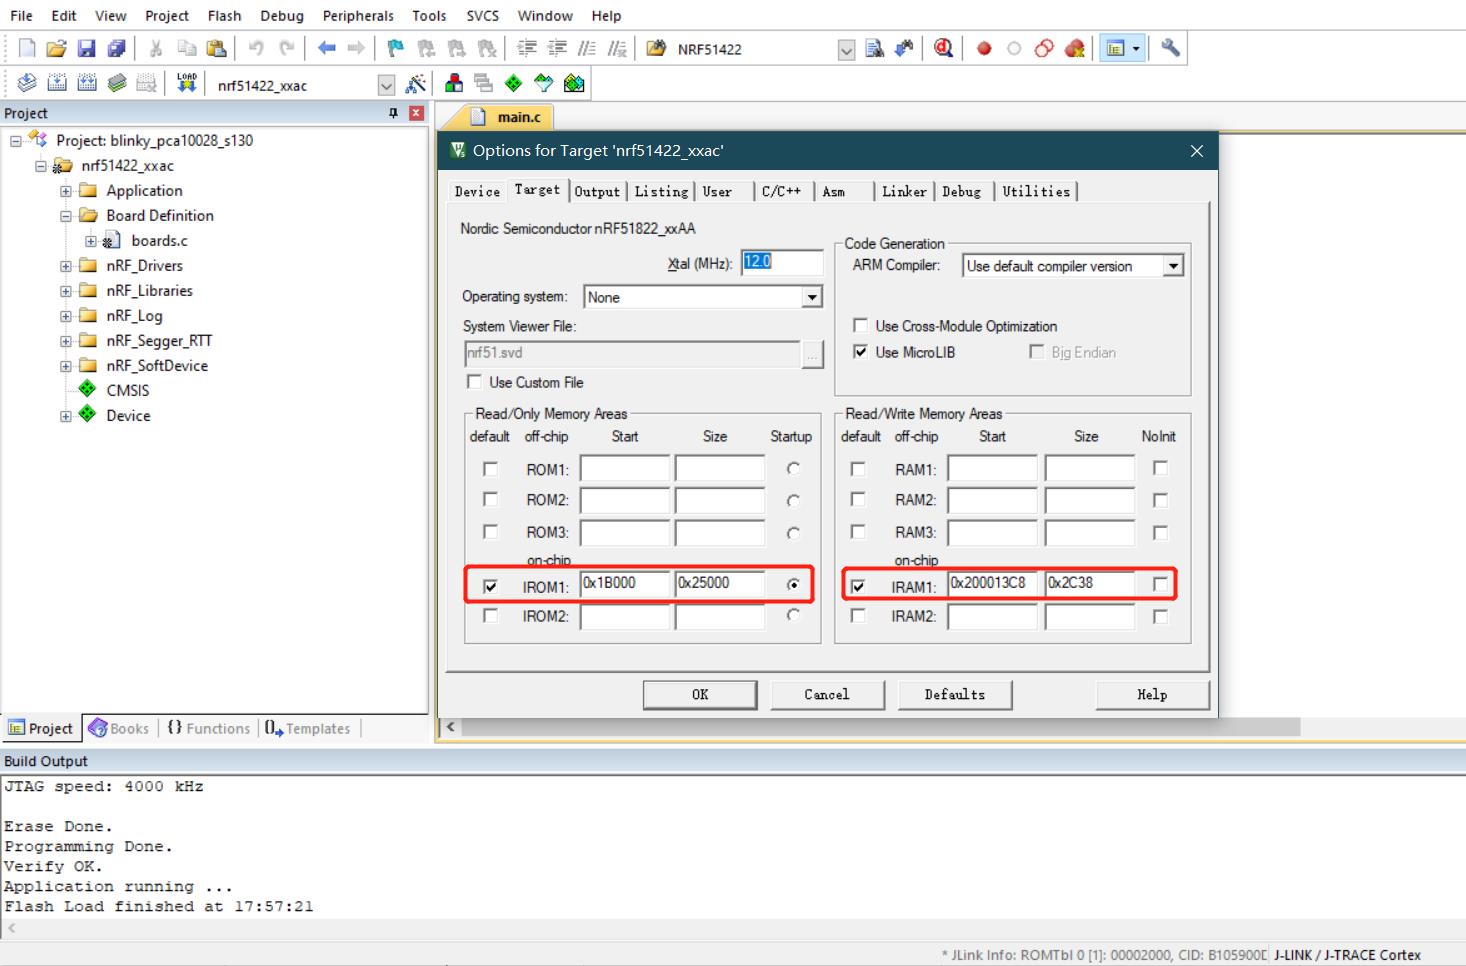 File Edit View Project Flash Debug Peripherals Tools SVCS Window Help
NRF51422
LOAD nrf51422_xxac
Project
main.c
Project: blinky_pca10028_s130
nrf51422_xxac
Application
Board Definition
boards.c
nRF_Drivers
nRF_Libraries
nRF_Log
nRF_Segger_RTT
nRF_SoftDevice
CMSIS
Device
Options for Target 'nrf51422_xxac'
Device Target Output Listing User C/C++ Asm Linker Debug Utilities
Nordic Semiconductor nRF51822_xxAA
Xtal (MHz): 12.0
Operating system: None
System Viewer File:
nrf51.svd ...
Use Custom File
Code Generation
ARM Compiler: Use default compiler version
Use Cross-Module Optimization
Use MicroLIB Big Endian
Read/Only Memory Areas
default off-chip Start Size Startup
ROM1:
ROM2:
ROM3:
on-chip
IROM1: 0x1B000 0x25000
IROM2:
Read/Write Memory Areas
default off-chip Start Size NoInit
RAM1:
RAM2:
RAM3:
on-chip
IRAM1: 0x200013C8 0x2C38
IRAM2:
OK Cancel Defaults Help
Project Books {} Functions Templates
Build Output
JTAG speed: 4000 kHz
Erase Done.
Programming Done.
Verify OK.
Application running ...
Flash Load finished at 17:57:21
* JLink Info: ROMTbl 0 [1]: 00002000, CID: B105900D J-LINK / J-TRACE Cortex